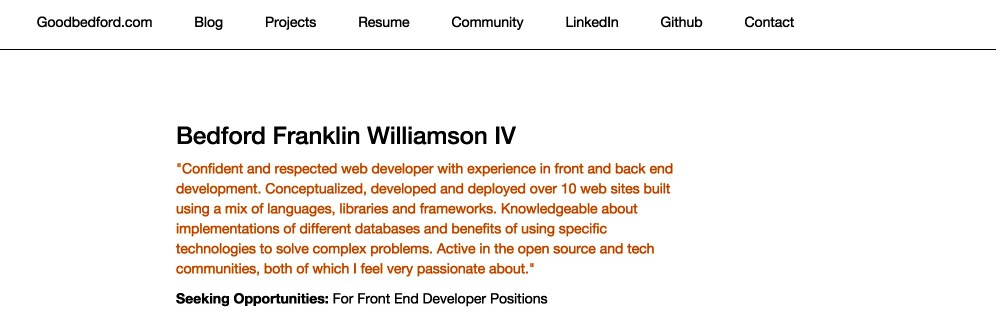 Goodbedford.com Blog Projects Resume Community LinkedIn Github Contact
Bedford Franklin Williamson IV
"Confident and respected web developer with experience in front and back end
development. Conceptualized, developed and deployed over 10 web sites built
using a mix of languages, libraries and frameworks. Knowledgeable about
implementations of different databases and benefits of using specific
technologies to solve complex problems. Active in the open source and tech
communities, both of which I feel very passionate about."
Seeking Opportunities: For Front End Developer Positions